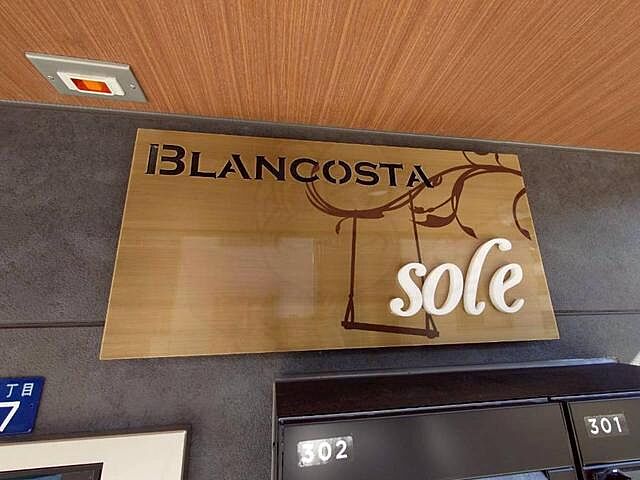 BLANCOSTA
sole
丁目
7
302
301